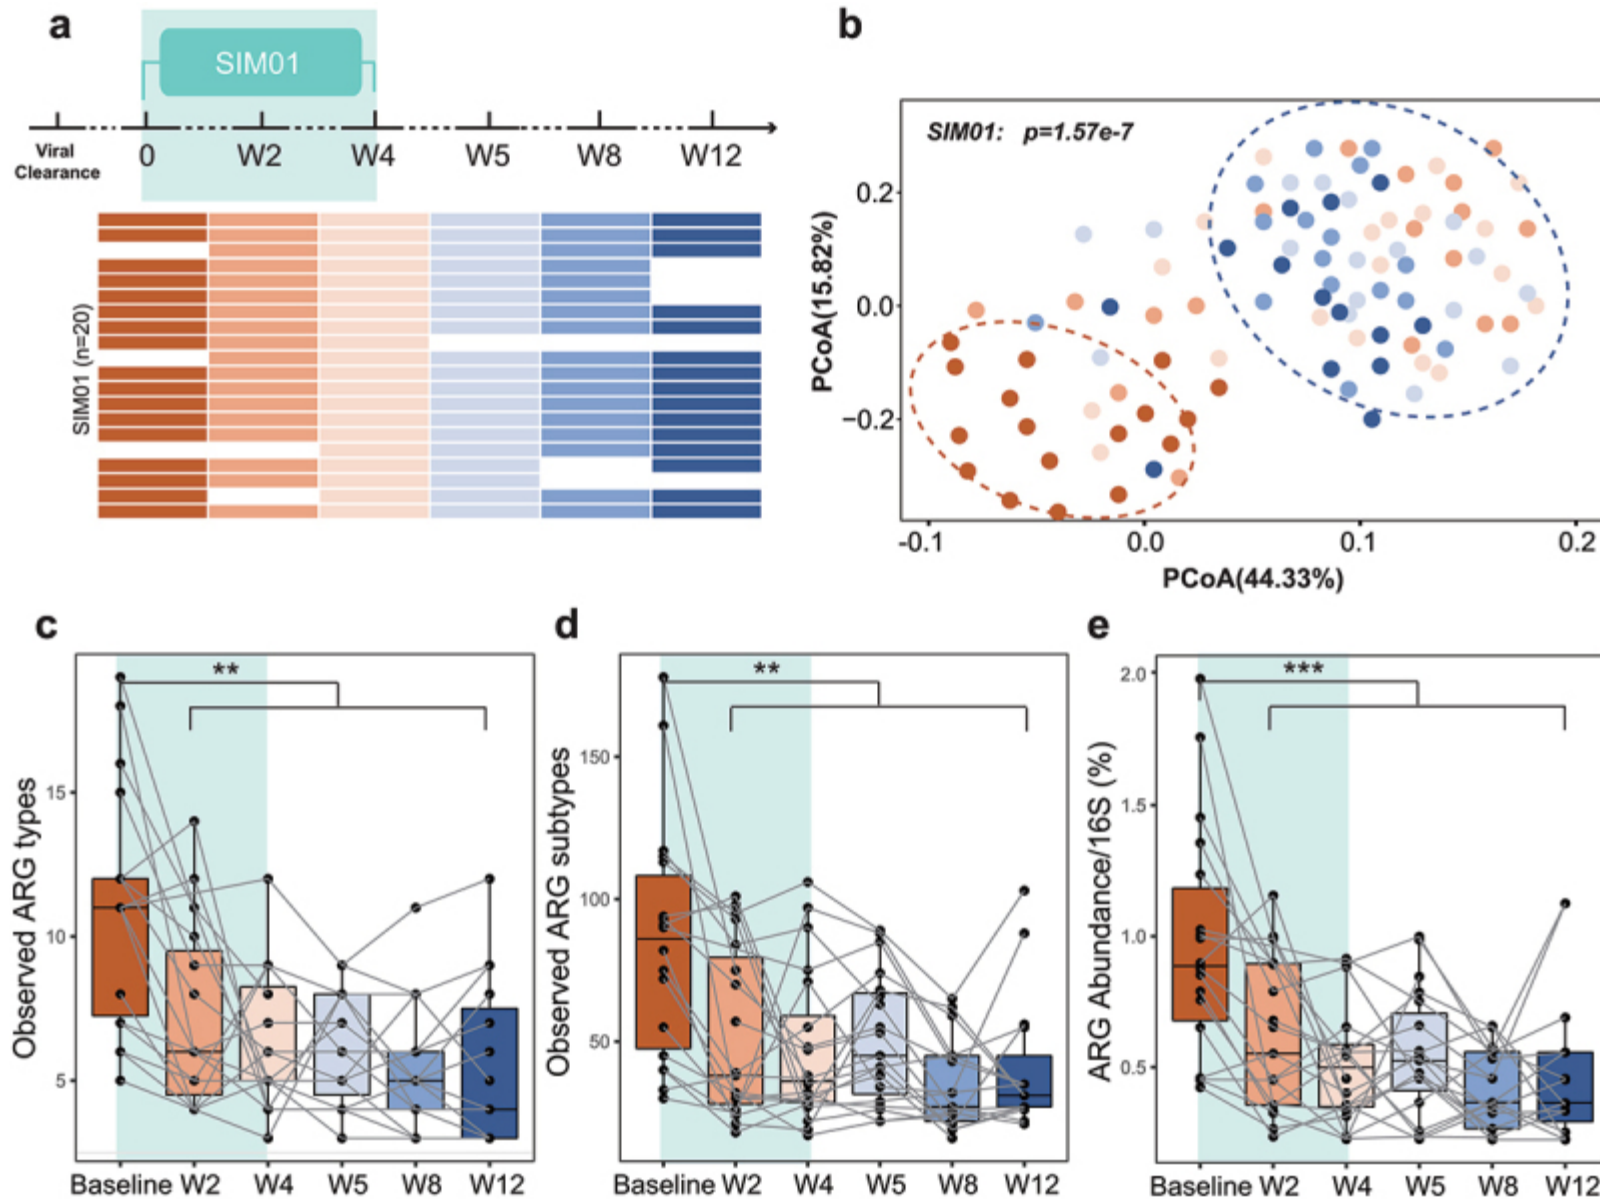 a
SIM01
Viral
Clearance
0 W2 W4 W5 W8 W12
SIM01 (n=20)
b
SIM01: p=1.57e-7
PCoA(15.82%)
0.2
0.0
−0.2
-0.1 0.0 0.1 0.2
PCoA(44.33%)
c
**
Observed ARG types
15
10
5
Baseline W2 W4 W5 W8 W12
d
**
Observed ARG subtypes
150
100
50
Baseline W2 W4 W5 W8 W12
e
***
ARG Abundance/16S (%)
2.0
1.5
1.0
0.5
Baseline W2 W4 W5 W8 W12